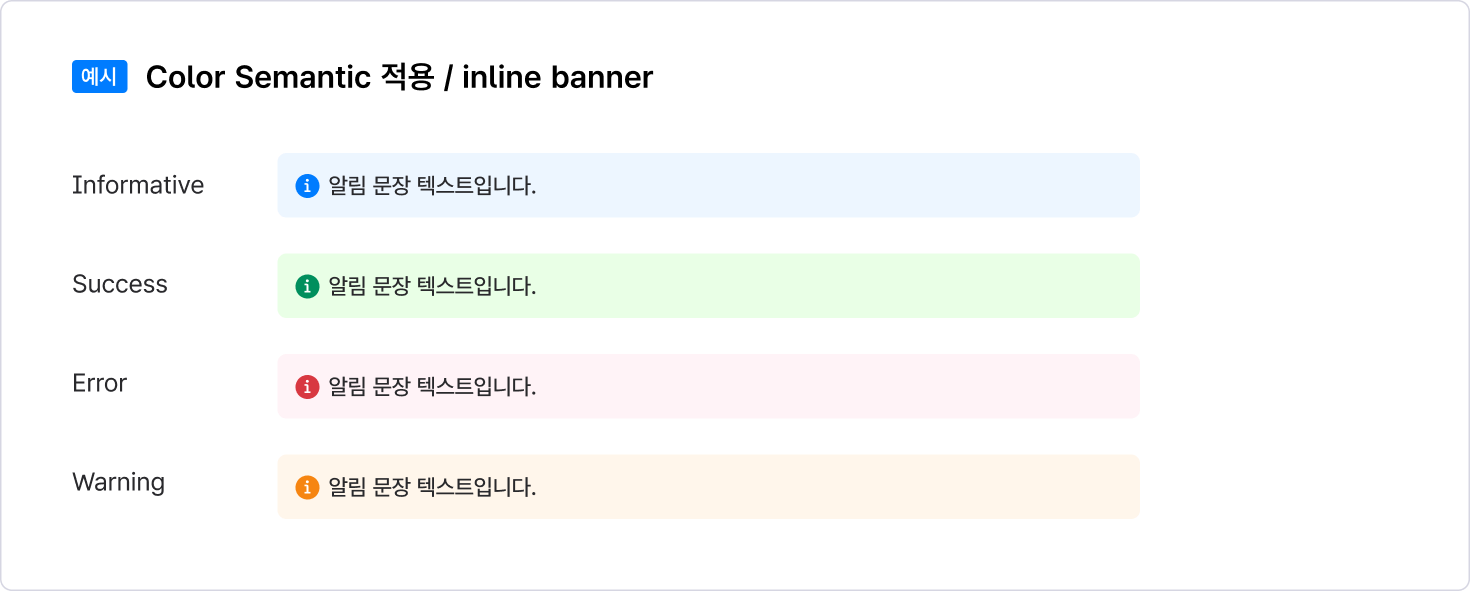 예시 Color Semantic 적용 / inline banner
Informative 알림 문장 텍스트입니다.
Success 알림 문장 텍스트입니다.
Error 알림 문장 텍스트입니다.
Warning 알림 문장 텍스트입니다.